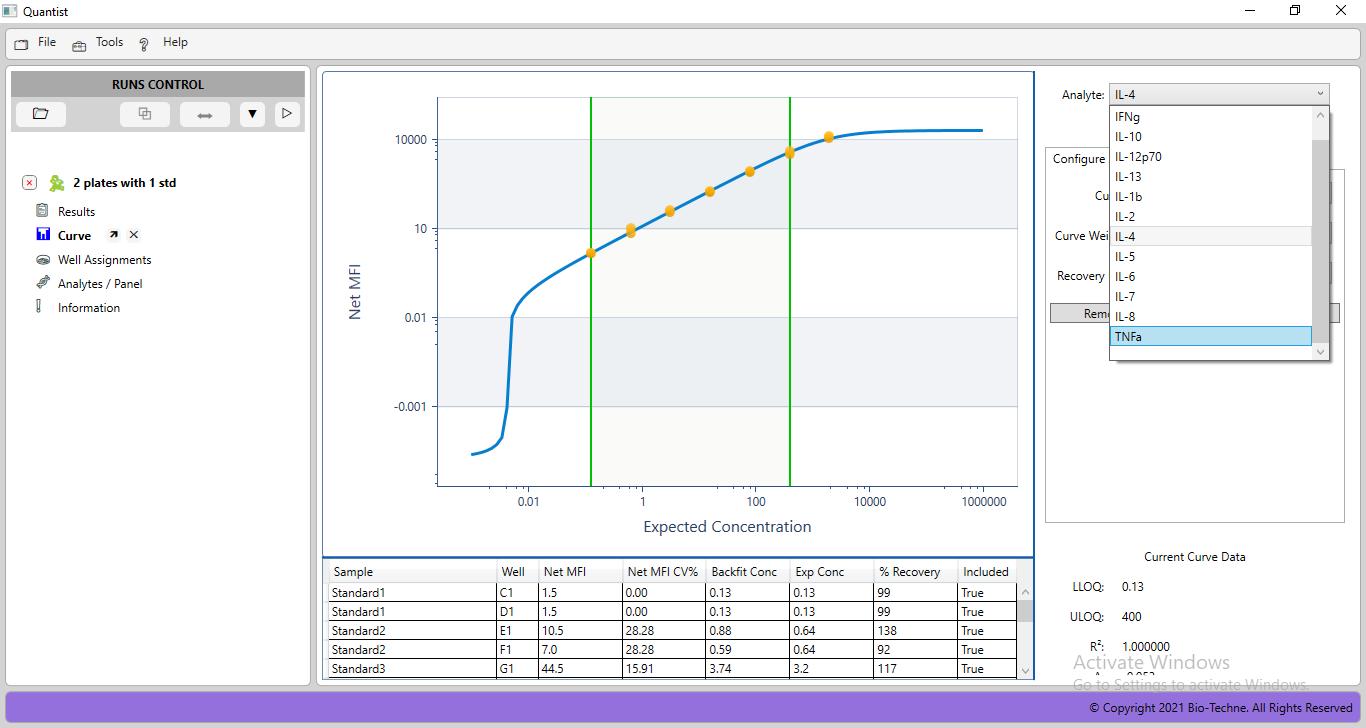 Quantist
File Tools Help
RUNS CONTROL
2 plates with 1 std
Results
Curve
Well Assignments
Analytes / Panel
Information
10000
10
0.01
-0.001
Net MFI
0.01 1 100 10000 1000000
Expected Concentration
Sample Well Net MFI Net MFI CV% Backfit Conc Exp Conc % Recovery Included
Standard1 C1 1.5 0.00 0.13 0.13 99 True
Standard1 D1 1.5 0.00 0.13 0.13 99 True
Standard2 E1 10.5 28.28 0.88 0.64 138 True
Standard2 F1 7.0 28.28 0.59 0.64 92 True
Standard3 G1 44.5 15.91 3.74 3.2 117 True
Analyte: IL-4
IFNg
IL-10
IL-12p70
IL-13
IL-1b
IL-2
IL-4
IL-5
IL-6
IL-7
IL-8
TNFa
Configure
Cu
Curve Wei
Recovery
Rem
Current Curve Data
LLOQ: 0.13
ULOQ: 400
R²: 1.000000
Activate Windows
Go to Settings to activate Windows.
© Copyright 2021 Bio-Techne. All Rights Reserved